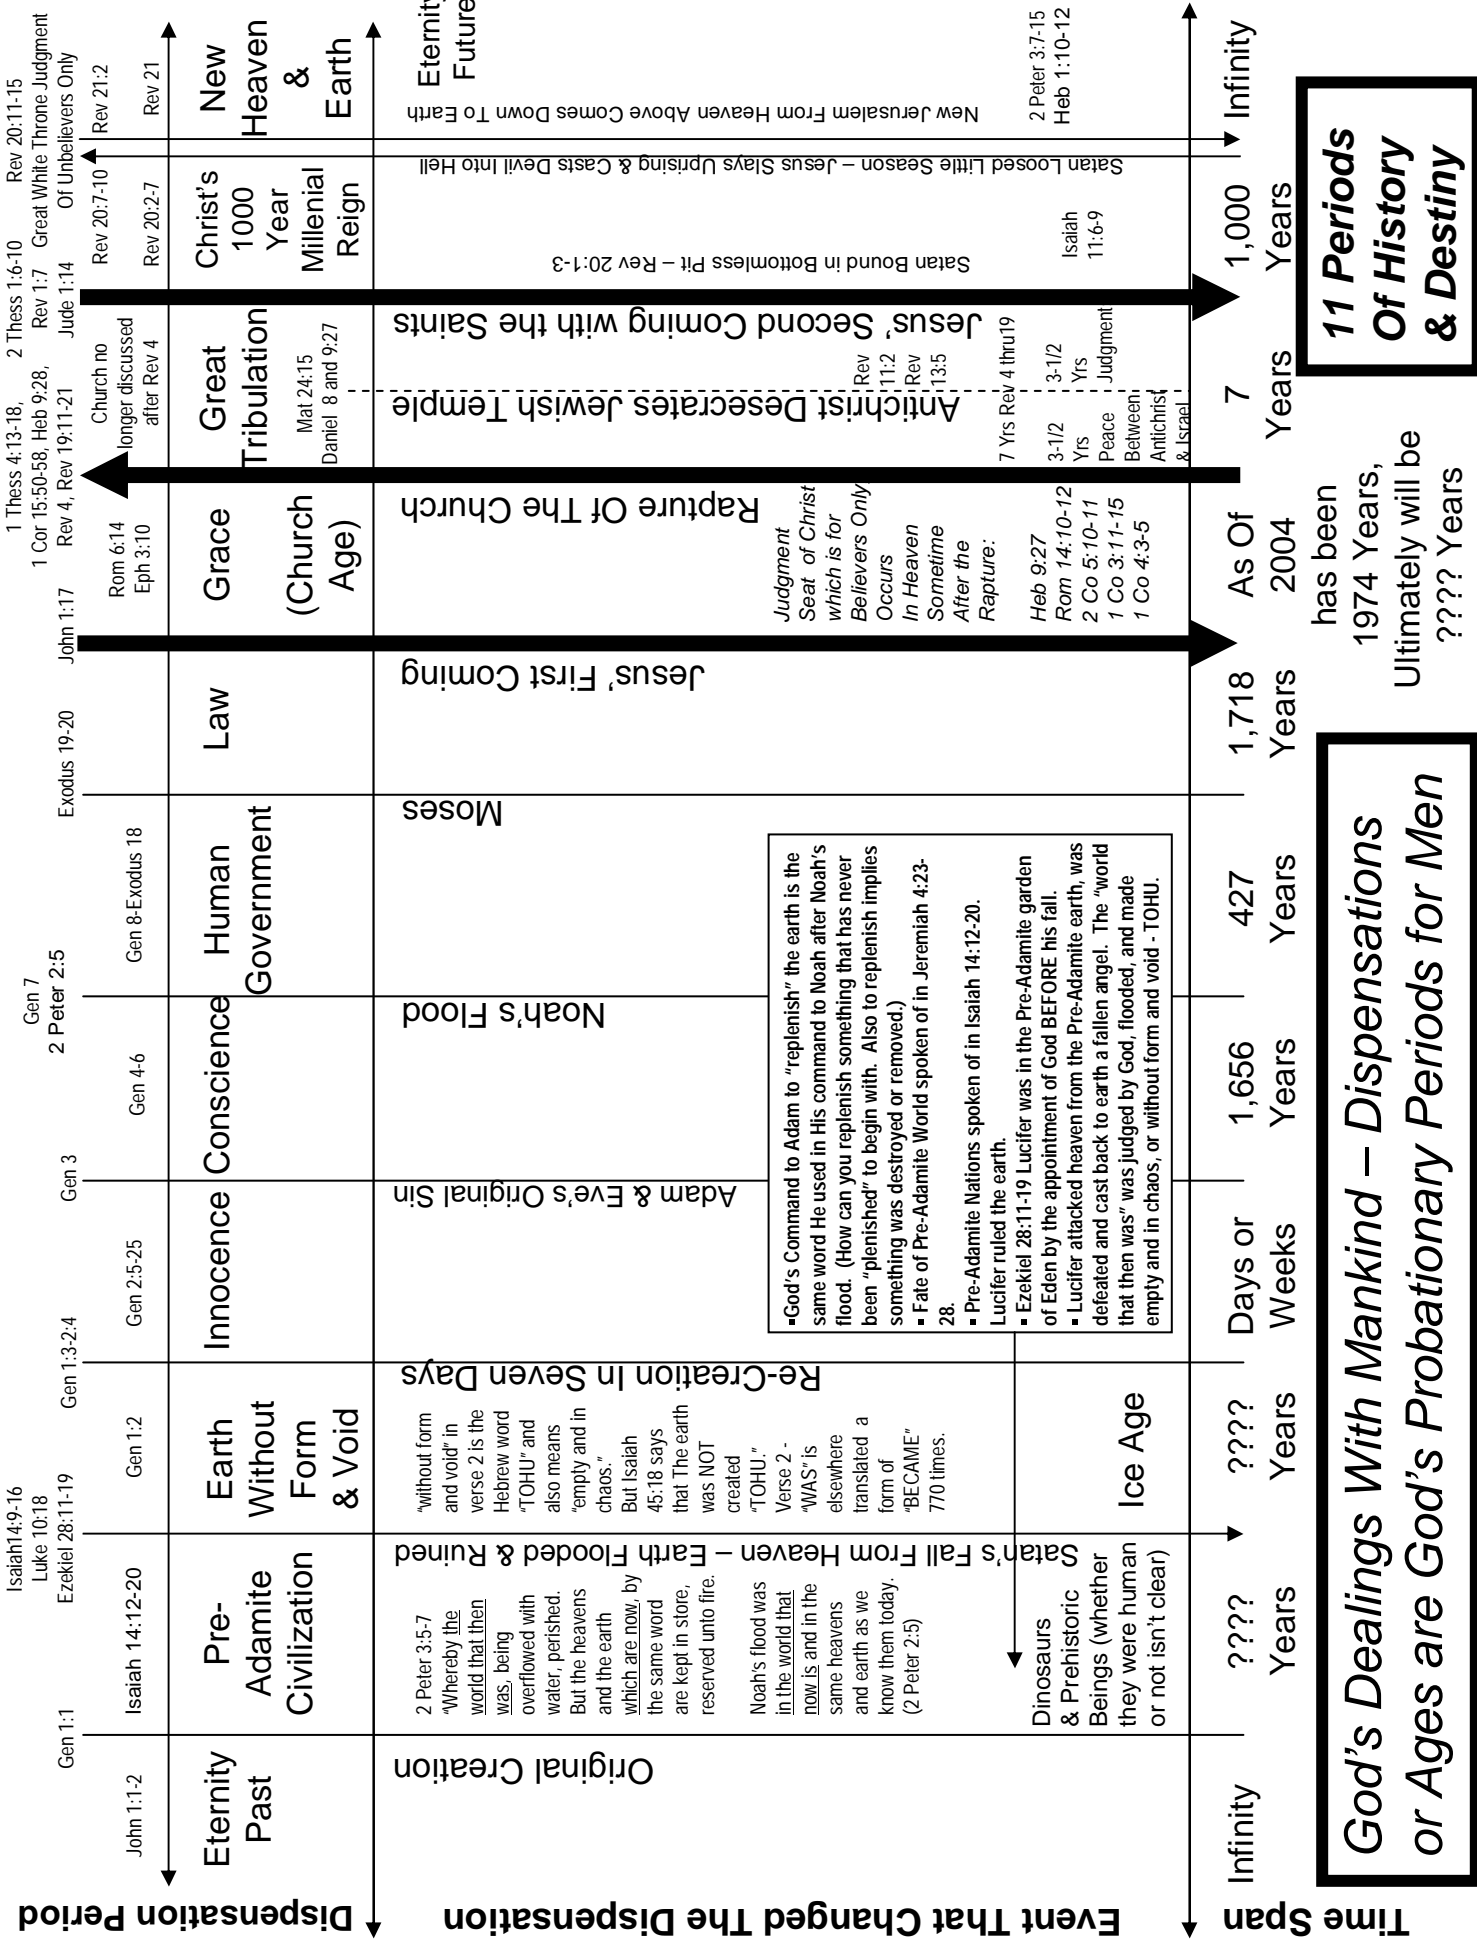 Dispensation Period
Event That Changed The Dispensation
Time Span
Isaiah14:9-16
Luke 10:18
Ezekiel 28:11-19
Gen 7
2 Peter 2:5
1 Thess 4:13-18,
1 Cor 15:50-58, Heb 9:28,
Rev 4, Rev 19:11-21
2 Thess 1:6-10
Rev 1:7
Jude 1:14
Rev 20:11-15
Great White Throne Judgment
Of Unbelievers Only
Gen 1:1
Gen 1:3-2:4
Gen 3
Exodus 19-20
John 1:17
John 1:1-2
Isaiah 14:12-20
Gen 1:2
Gen 2:5-25
Gen 4-6
Gen 8-Exodus 18
Rom 6:14
Eph 3:10
Church no
longer discussed
after Rev 4
Rev 20:7-10
Rev 20:2-7
Rev 21:2
Rev 21
Eternity
Past
Pre-
Adamite
Civilization
Earth
Without
Form
& Void
Innocence
Conscience
Human
Government
Law
Grace
(Church
Age)
Great
Tribulation
Mat 24:15
Daniel 8 and 9:27
Christ's
1000
Year
Millenial
Reign
New
Heaven
&
Earth
Original Creation
2 Peter 3:5-7
"Whereby the
world that then
was, being
overflowed with
water, perished.
But the heavens
and the earth
which are now, by
the same word
are kept in store,
reserved unto fire.
Noah's flood was
in the world that
now is and in the
same heavens
and earth as we
know them today.
(2 Peter 2:5)
Dinosaurs
& Prehistoric
Beings (whether
they were human
or not isn't clear)
Satan's Fall From Heaven – Earth Flooded & Ruined
"without form
and void" in
verse 2 is the
Hebrew word
"TOHU" and
also means
"empty and in
chaos."
But Isaiah
45:18 says
that The earth
was NOT
created
"TOHU."
Verse 2 -
"WAS" is
elsewhere
translated a
form of
"BECAME"
770 times.
Ice Age
Re-Creation In Seven Days
Adam & Eve's Original Sin
Noah's Flood
▪God's Command to Adam to "replenish" the earth is the
same word He used in His command to Noah after Noah's
flood. (How can you replenish something that has never
been "plenished" to begin with. Also to replenish implies
something was destroyed or removed.)
▪ Fate of Pre-Adamite World spoken of in Jeremiah 4:23-
28.
▪ Pre-Adamite Nations spoken of in Isaiah 14:12-20.
Lucifer ruled the earth.
▪ Ezekiel 28:11-19 Lucifer was in the Pre-Adamite garden
of Eden by the appointment of God BEFORE his fall.
▪ Lucifer attacked heaven from the Pre-Adamite earth, was
defeated and cast back to earth a fallen angel. The "world
that then was" was judged by God, flooded, and made
empty and in chaos, or without form and void - TOHU.
Moses
Jesus' First Coming
Judgment
Seat of Christ
which is for
Believers Only
Occurs
In Heaven
Sometime
After the
Rapture:
Heb 9:27
Rom 14:10-12
2 Co 5:10-11
1 Co 3:11-15
1 Co 4:3-5
Rapture Of The Church
Antichrist Desecrates Jewish Temple
Rev
11:2
Rev
13:5
7 Yrs Rev 4 thru19
3-1/2
Yrs
Peace
Between
Antichrist
& Israel
3-1/2
Yrs
Judgment
Jesus' Second Coming with the Saints
Satan Bound in Bottomless Pit – Rev 20:1-3
Isaiah
11:6-9
Satan Loosed Little Season – Jesus Slays Uprising & Casts Devil Into Hell
New Jerusalem From Heaven Above Comes Down To Earth
Eternity
Future
2 Peter 3:7-15
Heb 1:10-12
Infinity
????
Years
????
Years
Days or
Weeks
1,656
Years
427
Years
1,718
Years
As Of
2004
has been
1974 Years,
Ultimately will be
???? Years
7
Years
1,000
Years
Infinity
God's Dealings With Mankind – Dispensations
or Ages are God's Probationary Periods for Men
11 Periods
Of History
& Destiny